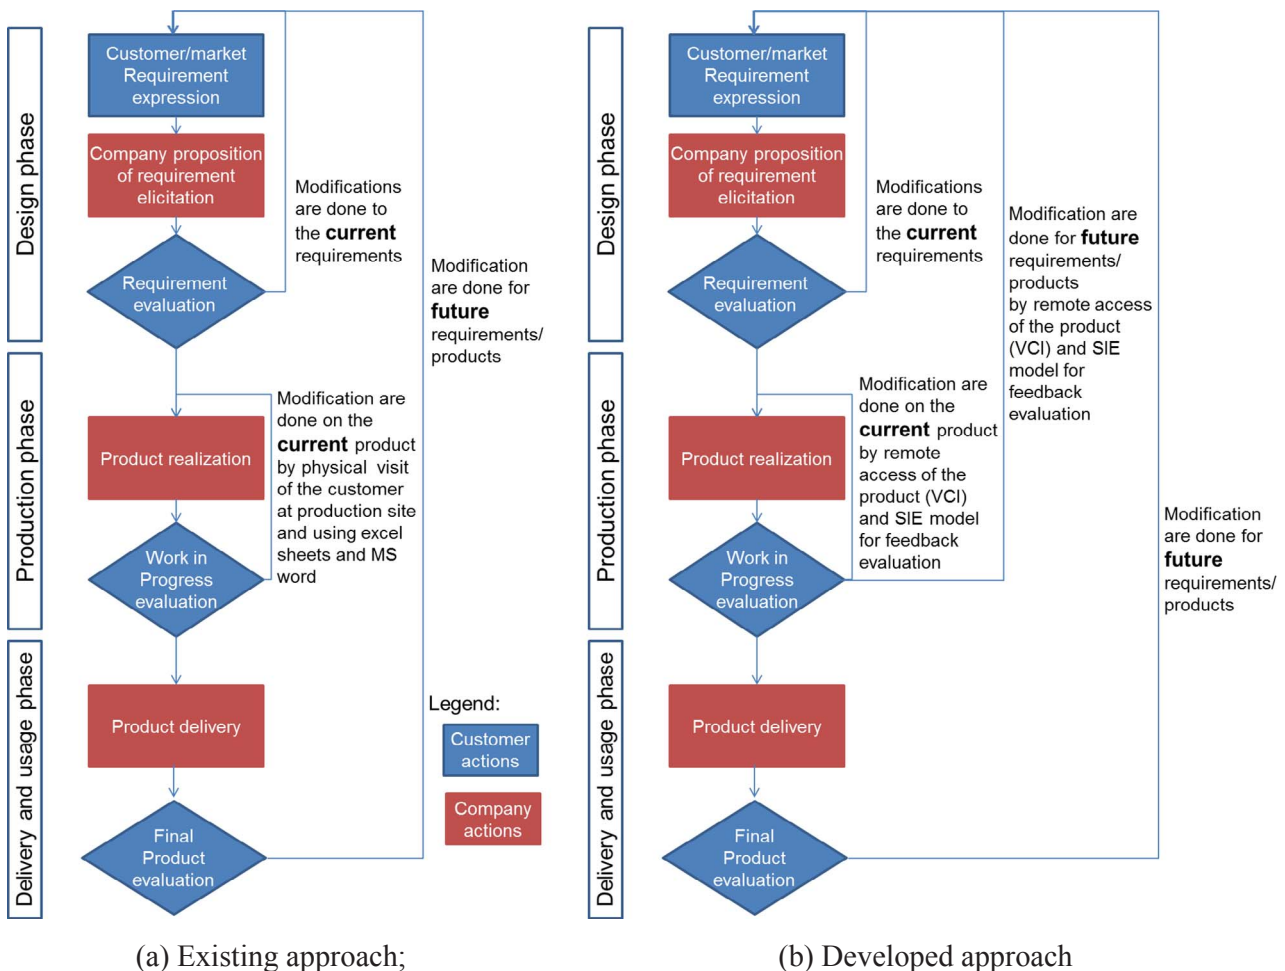 Design phase
Production phase
Delivery and usage phase
Customer/market
Requirement
expression
Company proposition
of requirement
elicitation
Requirement
evaluation
Modifications
are done to
the current
requirements
Modification
are done for
future
requirements/
products
Product realization
Work in
Progress
evaluation
Modification are
done on the
current product
by physical visit
of the customer
at production site
and using excel
sheets and MS
word
Product delivery
Final
Product
evaluation
Legend:
Customer
actions
Company
actions
(a) Existing approach;
Design phase
Production phase
Delivery and usage phase
Customer/market
Requirement
expression
Company proposition
of requirement
elicitation
Requirement
evaluation
Modifications
are done to
the current
requirements
Modification are
done for future
requirements/
products
by remote access
of the product
(VCI) and SIE
model for
feedback
evaluation
Product realization
Work in
Progress
evaluation
Modification are
done on the
current product
by remote
access of the
product (VCI)
and SIE model
for feedback
evaluation
Modification
are done for
future
requirements/
products
Product delivery
Final
Product
evaluation
(b) Developed approach